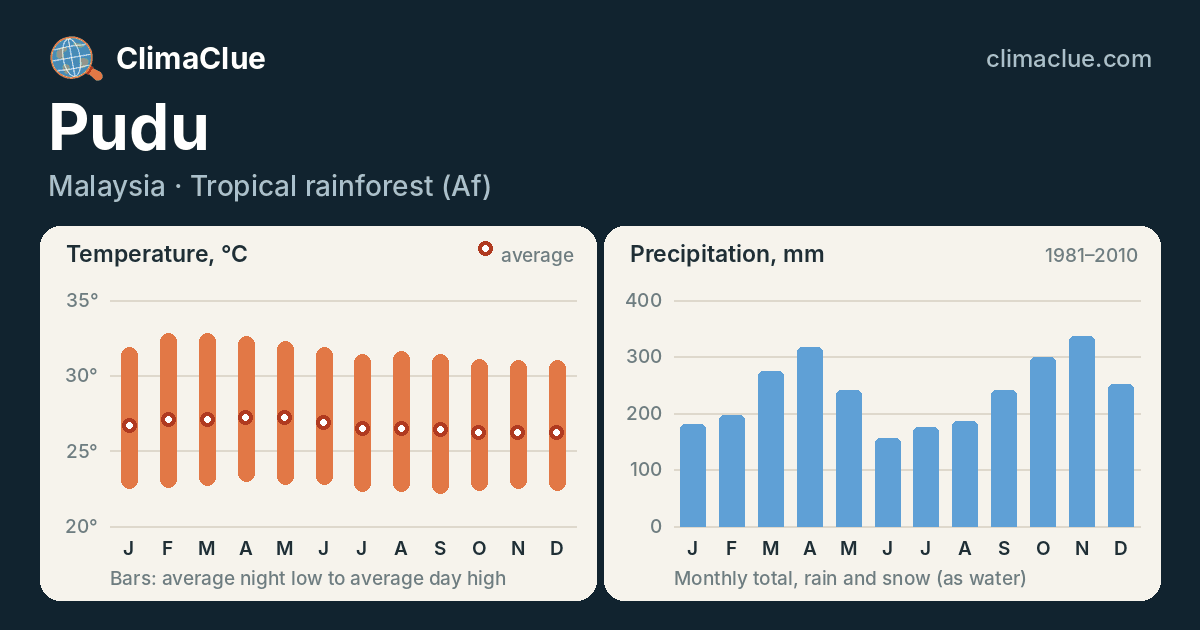 ClimaClue
climaclue.com
Pudu
Malaysia · Tropical rainforest (Af)
Temperature, °C
average
35°
30°
25°
20°
J F M A M J J A S O N D
Bars: average night low to average day high
Precipitation, mm
1981–2010
400
300
200
100
0
J F M A M J J A S O N D
Monthly total, rain and snow (as water)